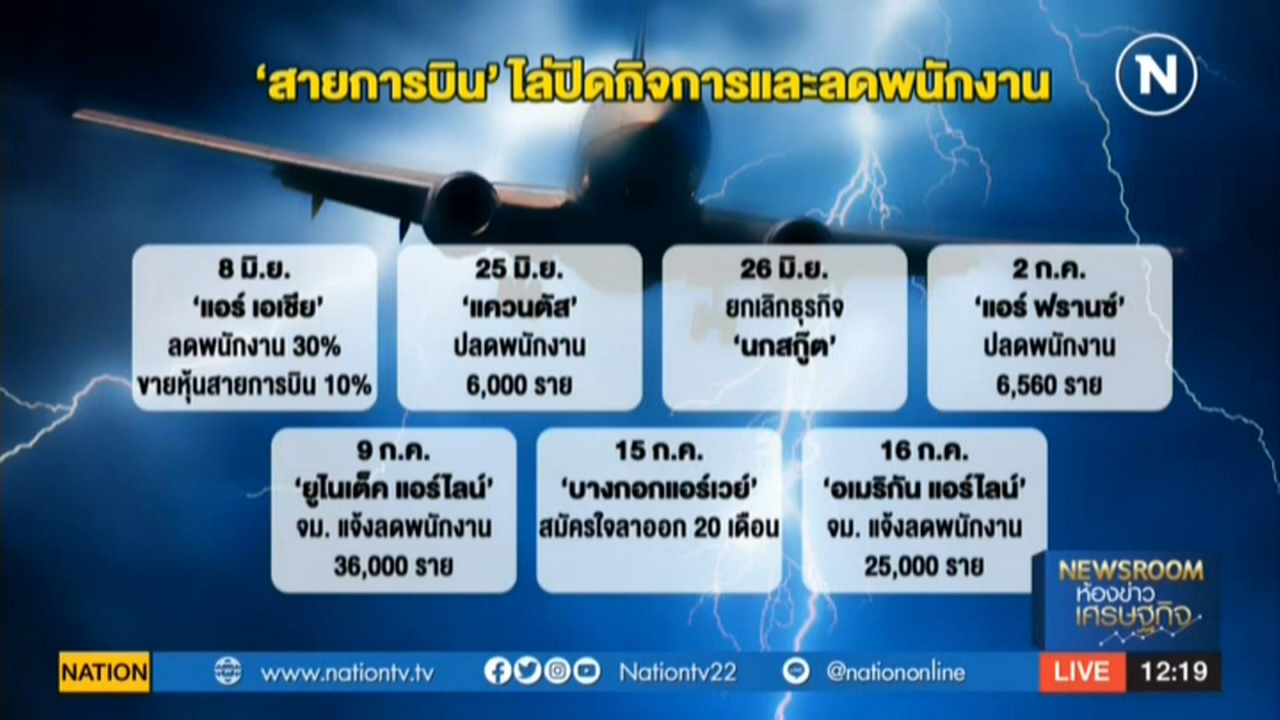 ‘สายการบิน’ ไล่ปิดกิจการและลดพนักงาน
N
8 มิ.ย.
‘แอร์ เอเชีย’
ลดพนักงาน 30%
ขายหุ้นสายการบิน 10%
25 มิ.ย.
‘แควนตัส’
ปลดพนักงาน
6,000 ราย
26 มิ.ย.
ยกเลิกธุรกิจ
‘นกสกู๊ต’
2 ก.ค.
‘แอร์ ฟรานซ์’
ปลดพนักงาน
6,560 ราย
9 ก.ค.
‘ยูไนเต็ด แอร์ไลน์’
จม. แจ้งลดพนักงาน
36,000 ราย
15 ก.ค.
‘บางกอกแอร์เวย์’
สมัครใจลาออก 20 เดือน
16 ก.ค.
‘อเมริกัน แอร์ไลน์’
จม. แจ้งลดพนักงาน
25,000 ราย
NEWSROOM
ห้องข่าว
เศรษฐกิจ
NATION www.nationtv.tv Nationtv22 @nationonline LIVE 12:19